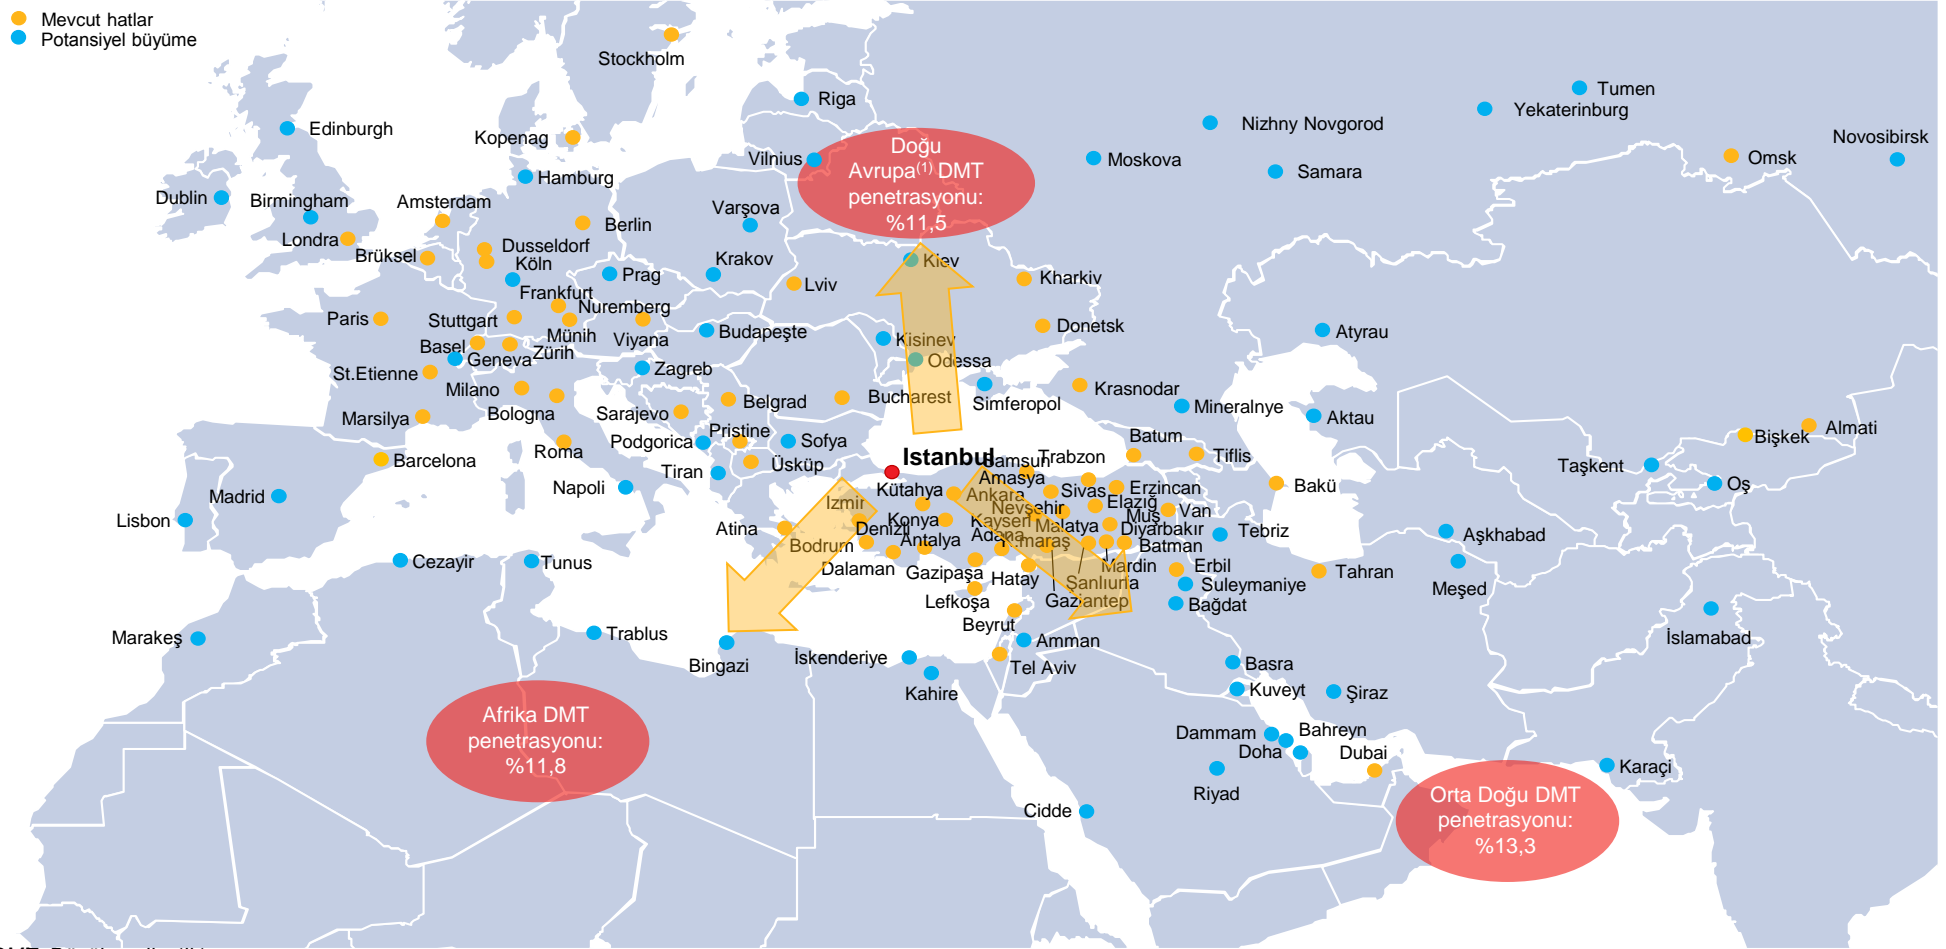 Mevcut hatlar
Potansiyel büyüme
Stockholm
Riga
Tumen
Yekaterinburg
Edinburgh
Kopenag
Nizhny Novgorod
Novosibirsk
Doğu
Avrupa(1) DMT
penetrasyonu:
%11,5
Vilnius
Moskova
Omsk
Samara
Hamburg
Dublin
Birmingham
Amsterdam
Varşova
Berlin
Londra
Brüksel
Dusseldorf
Köln
Krakov
Kiev
Prag
Lviv
Kharkiv
Frankfurt
Nuremberg
Paris
Stuttgart
Münih
Viyana
Budapeşte
Donetsk
Atyrau
Kisinev
Basel
Geneva
Zürih
Odessa
Zagreb
St.Etienne
Milano
Krasnodar
Bucharest
Belgrad
Simferopol
Mineralnye
Marsilya
Bologna
Sarajevo
Aktau
Pristine
Podgorica
Sofya
Batum
Almati
Bişkek
Roma
Istanbul
Samsun
Trabzon
Tiflis
Barcelona
Tiran
Üsküp
Taşkent
Amasya
Napoli
Kütahya
Ankara
Sivas
Erzincan
Bakü
Oş
Madrid
Izmir
Nevşehir
Elazığ
Van
Lisbon
Atina
Denizli
Konya
Kayseri
Malatya
Muş
Diyarbakır
Tebriz
Aşkhabad
Bodrum
Antalya
Adana
K.maraş
Batman
Cezayir
Tunus
Dalaman
Gazipaşa
Hatay
Şanlıurfa
Mardin
Erbil
Tahran
Suleymaniye
Meşed
Lefkoşa
Gaziantep
Bağdat
Beyrut
Marakeş
Trablus
Amman
İslamabad
Bingazi
İskenderiye
Tel Aviv
Basra
Kahire
Kuveyt
Şiraz
Afrika DMT
penetrasyonu:
%11,8
Dammam
Bahreyn
Doha
Dubai
Karaçi
Riyad
Cidde
Orta Doğu DMT
penetrasyonu:
%13,3